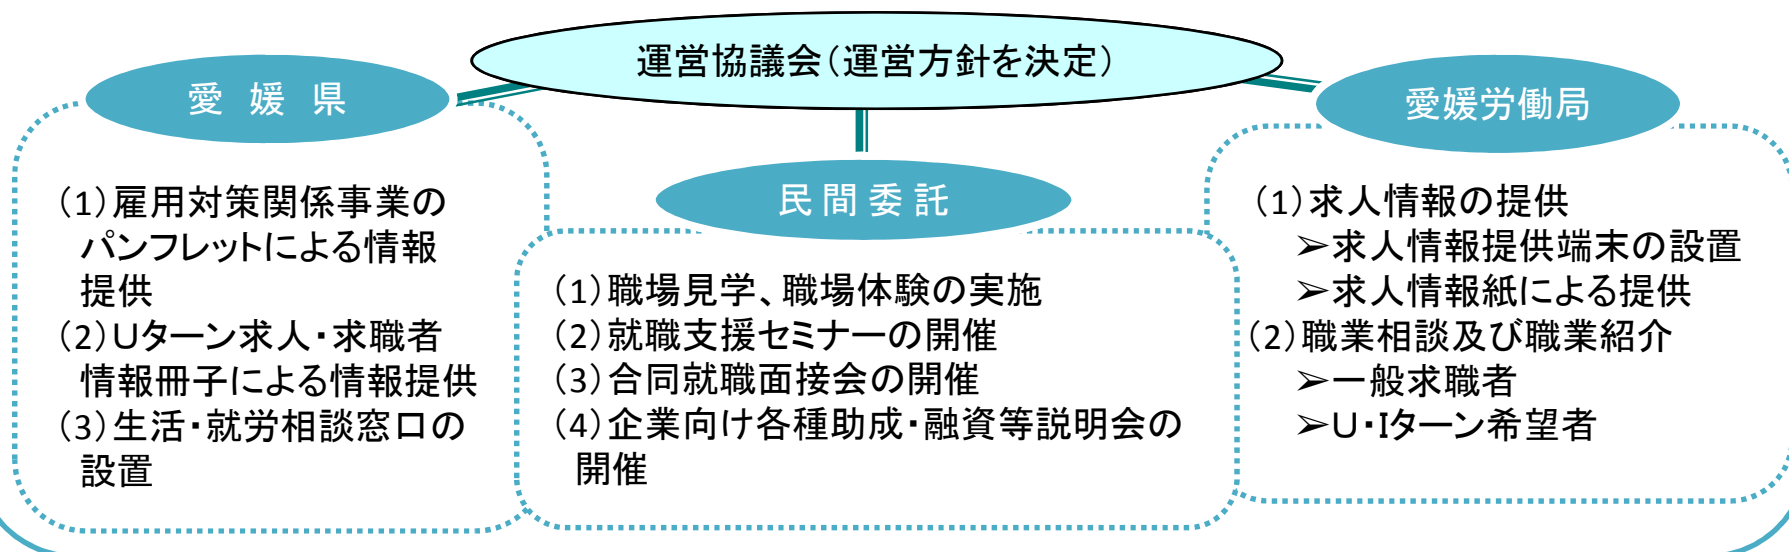 運営協議会(運営方針を決定)
愛 媛 県
(1)雇用対策関係事業の
パンフレットによる情報
提供
(2)Uターン求人・求職者
情報冊子による情報提供
(3)生活・就労相談窓口の
設置
民 間 委 託
(1)職場見学、職場体験の実施
(2)就職支援セミナーの開催
(3)合同就職面接会の開催
(4)企業向け各種助成・融資等説明会の
開催
愛媛労働局
(1)求人情報の提供
➢求人情報提供端末の設置
➢求人情報紙による提供
(2)職業相談及び職業紹介
➢一般求職者
➢U・Iターン希望者